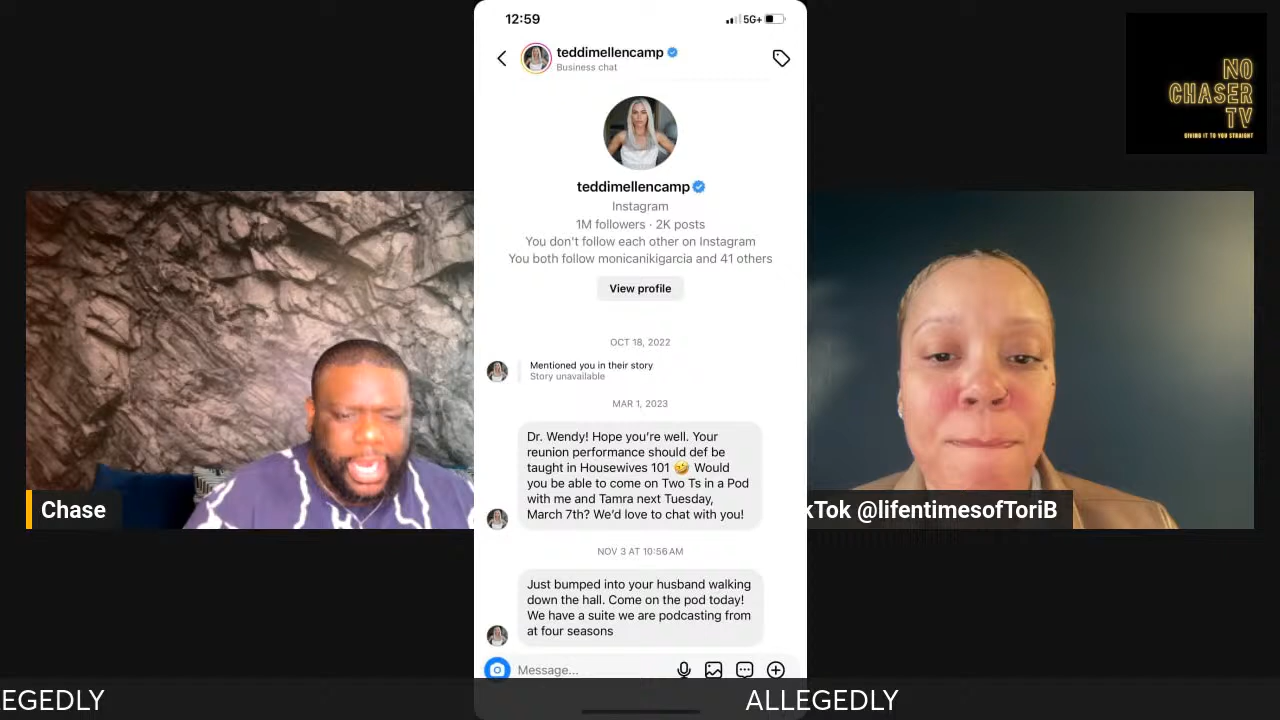 12:59
5G+
teddimellencamp
Business chat
NO
CHASER
TV
GIVING IT TO YOU STRAIGHT
teddimellencamp
Instagram
1M followers · 2K posts
You don't follow each other on Instagram
You both follow monicanikigarcia and 41 others
View profile
OCT 18, 2022
Mentioned you in their story
Story unavailable
MAR 1, 2023
Dr. Wendy! Hope you're well. Your
reunion performance should def be
taught in Housewives 101 🤣 Would
you be able to come on Two Ts in a Pod
with me and Tamra next Tuesday,
March 7th? We'd love to chat with you!
Chase
kTok @lifentimesofToriB
NOV 3 AT 10:56 AM
Just bumped into your husband walking
down the hall. Come on the pod today!
We have a suite we are podcasting from
at four seasons
Message...
EGEDLY
ALLEGEDLY